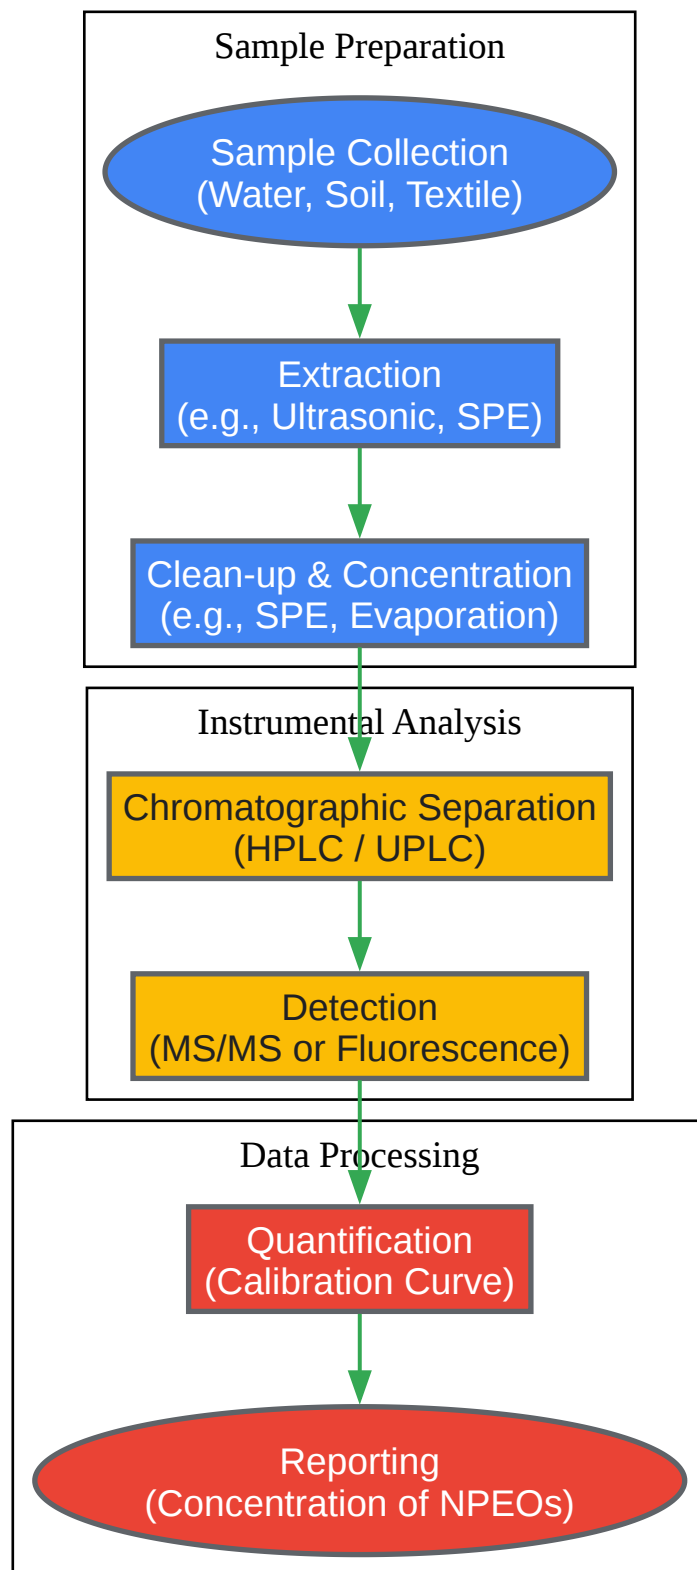 Sample Preparation
Sample Collection
(Water, Soil, Textile)
Extraction
(e.g., Ultrasonic, SPE)
Clean-up & Concentration
(e.g., SPE, Evaporation)
Instrumental Analysis
Chromatographic Separation
(HPLC / UPLC)
Detection
(MS/MS or Fluorescence)
Data Processing
Quantification
(Calibration Curve)
Reporting
(Concentration of NPEOs)